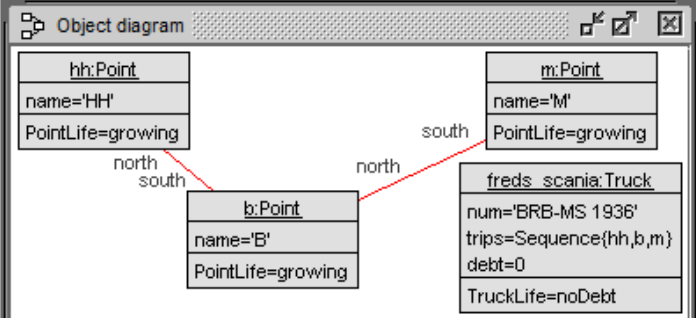 Object diagram
hh:Point
name='HH'
PointLife=growing
m:Point
name='M'
PointLife=growing
south
north
north
south
b:Point
name='B'
PointLife=growing
freds_scania:Truck
num='BRB-MS 1936'
trips=Sequence{hh,b,m}
debt=0
TruckLife=noDebt